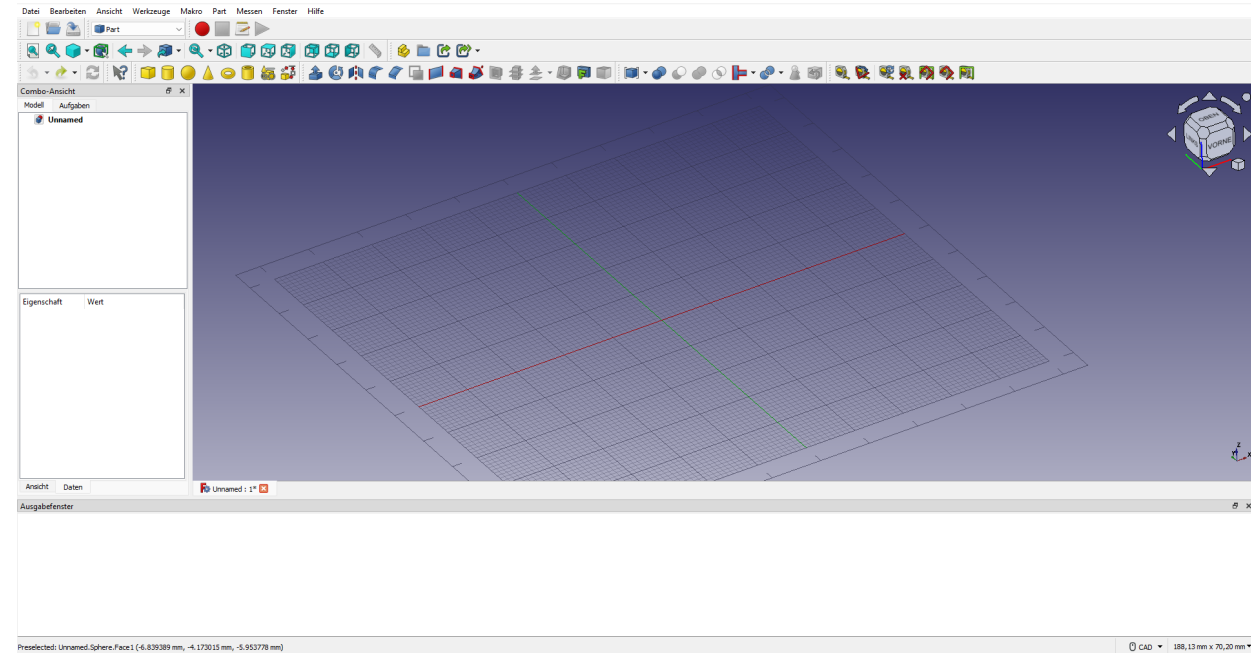 Datei Bearbeiten Ansicht Werkzeuge Makro Part Messen Fenster Hilfe
Part
Combo-Ansicht
Modell Aufgaben
Unnamed
OBEN
LINKS
VORNE
Eigenschaft Wert
Z
Y
X
Ansicht Daten
Unnamed : 1*
Ausgabefenster
Preselected: Unnamed.Sphere.Face1 (-6.839389 mm, -4.173015 mm, -5.953778 mm)
CAD
188,13 mm x 70,20 mm